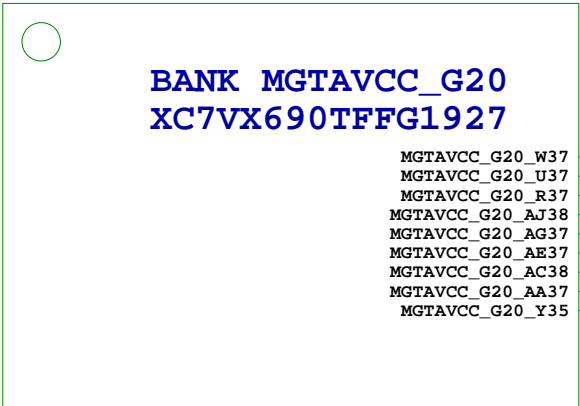 BANK MGTAVCC_G20
XC7VX690TFFG1927
MGTAVCC_G20_W37
MGTAVCC_G20_U37
MGTAVCC_G20_R37
MGTAVCC_G20_AJ38
MGTAVCC_G20_AG37
MGTAVCC_G20_AE37
MGTAVCC_G20_AC38
MGTAVCC_G20_AA37
MGTAVCC_G20_Y35